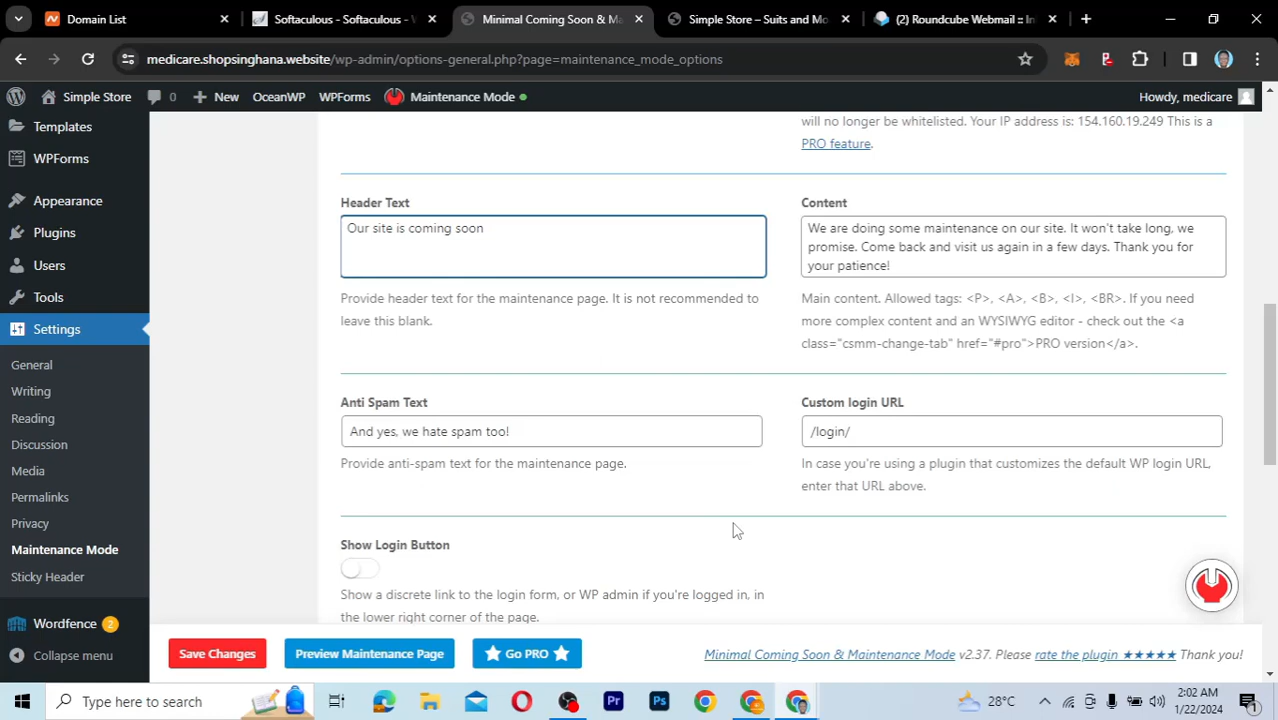 Domain List
Softaculous - Softaculous - W
Minimal Coming Soon & Ma
Simple Store – Suits and Mo
(2) Roundcube Webmail :: In
medicare.shopsinghana.website/wp-admin/options-general.php?page=maintenance_mode_options
Simple Store
0
New
OceanWP
WPForms
Maintenance Mode
Howdy, medicare
Templates
WPForms
Appearance
Plugins
Users
Tools
Settings
General
Writing
Reading
Discussion
Media
Permalinks
Privacy
Maintenance Mode
Sticky Header
Wordfence 2
Collapse menu
will no longer be whitelisted. Your IP address is: 154.160.19.249 This is a
PRO feature.
Header Text
Our site is coming soon
Provide header text for the maintenance page. It is not recommended to
leave this blank.
Content
We are doing some maintenance on our site. It won't take long, we
promise. Come back and visit us again in a few days. Thank you for
your patience!
Main content. Allowed tags: <P>, <A>, <B>, <I>, <BR>. If you need
more complex content and an WYSIWYG editor - check out the <a
class="csmm-change-tab" href="#pro">PRO version</a>.
Anti Spam Text
And yes, we hate spam too!
Provide anti-spam text for the maintenance page.
Custom login URL
/login/
In case you're using a plugin that customizes the default WP login URL,
enter that URL above.
Show Login Button
Show a discrete link to the login form, or WP admin if you're logged in, in
the lower right corner of the page.
Save Changes
Preview Maintenance Page
Go PRO
Minimal Coming Soon & Maintenance Mode v2.37. Please rate the plugin ★★★★★ Thank you!
Type here to search
Pr
Ps
28°C
2:02 AM
1/22/2024
1